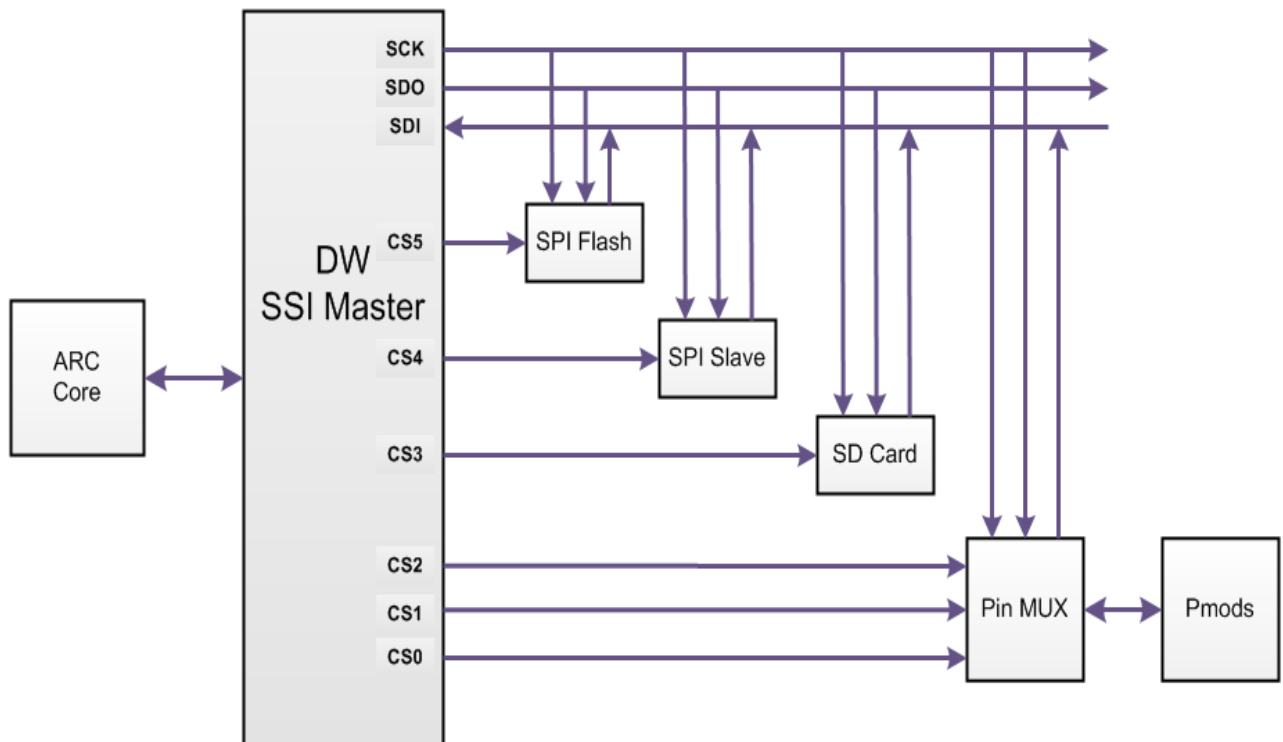 SCK
SDO
SDI
CS5
SPI Flash
DW
SSI Master
CS4
SPI Slave
ARC
Core
CS3
SD Card
CS2
CS1
Pin MUX
Pmods
CS0